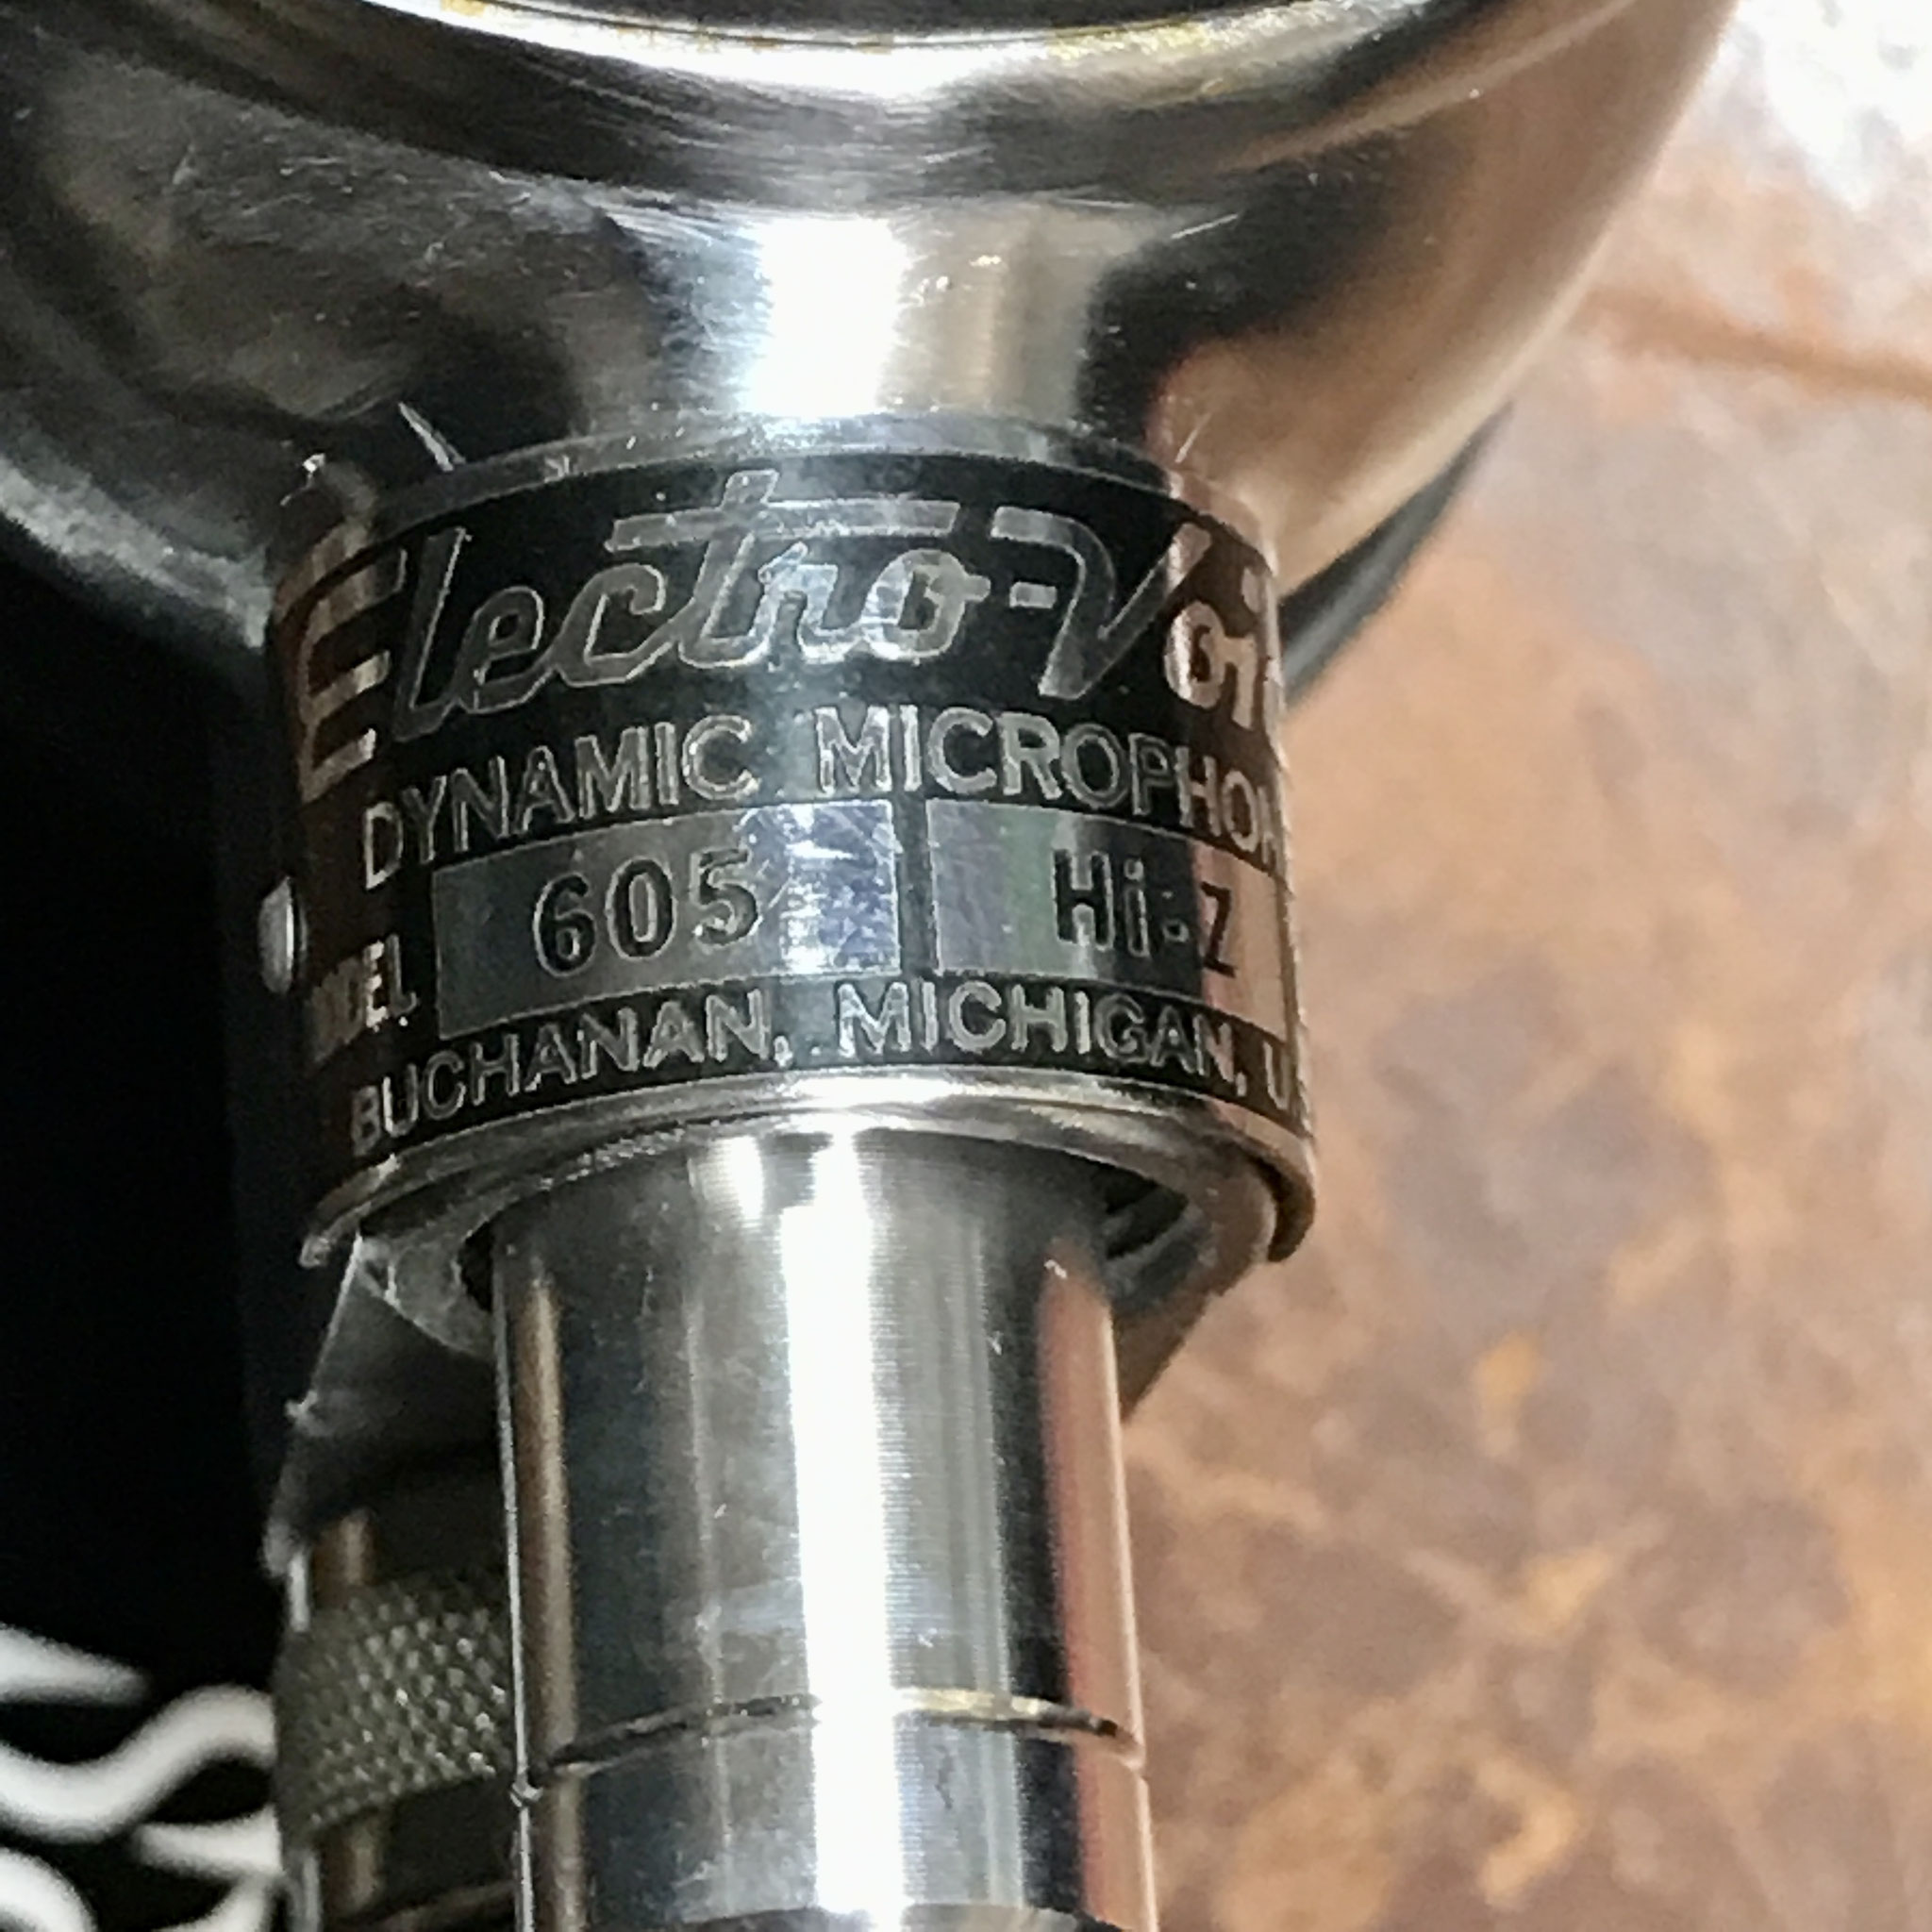 Electro-Voi
DYNAMIC MICROPHON
605 Hi-Z
BUCHANAN, MICHIGAN, U